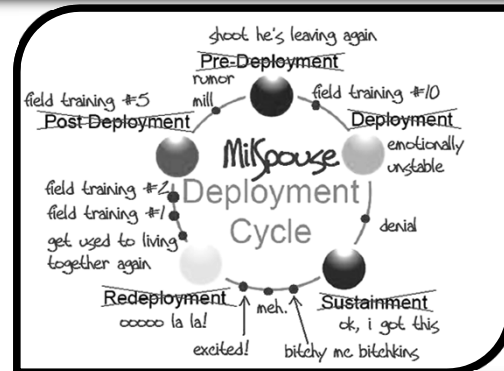 shoot he's leaving again
Pre-Deployment
rumor
mill
field training #10
Deployment
emotionally
unstable
denial
Sustainment
ok, i got this
bitchy mc bitchkins
meh.
excited!
Redeployment
ooooo la la!
get used to living
together again
field training #1
field training #2
field training #5
Post Deployment
MilSpouse
Deployment
Cycle